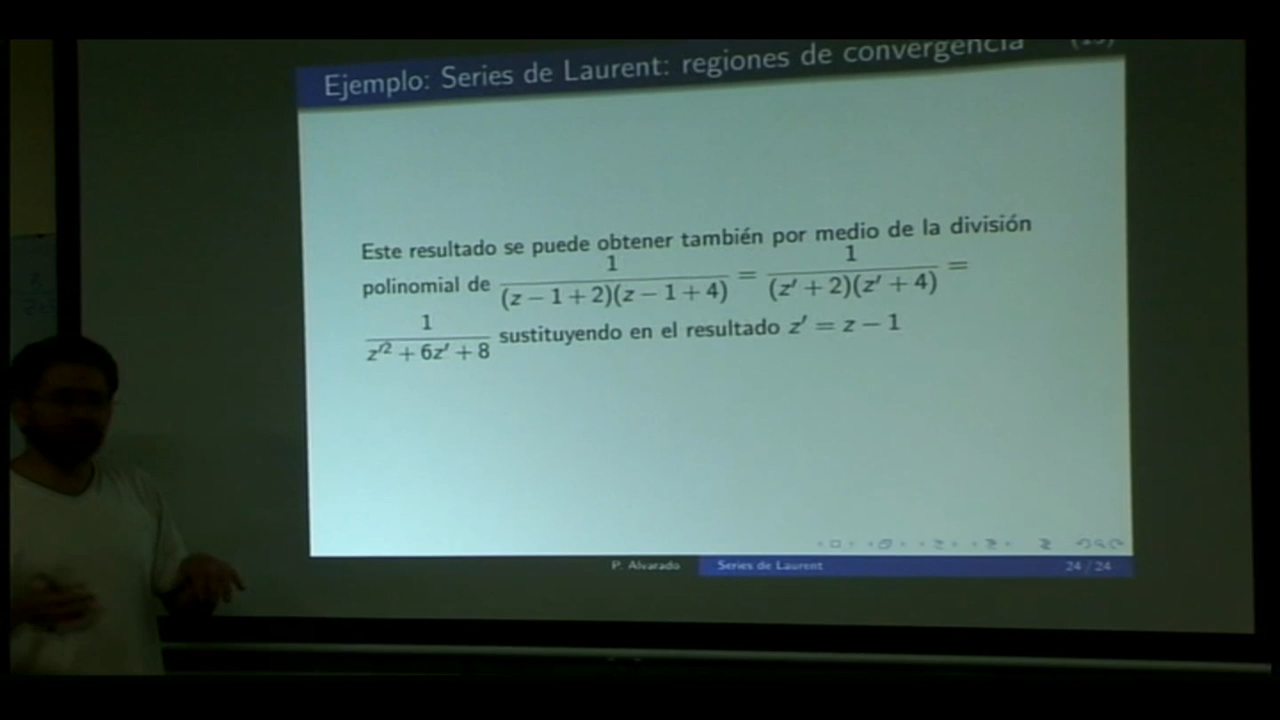 Ejemplo: Series de Laurent: regiones de convergencia
Este resultado se puede obtener también por medio de la división
polinomial de 1/((z − 1 + 2)(z − 1 + 4)) = 1/((z′ + 2)(z′ + 4)) =
1/(z′² + 6z′ + 8) sustituyendo en el resultado z′ = z − 1
P. Alvarado Series de Laurent 24 / 24